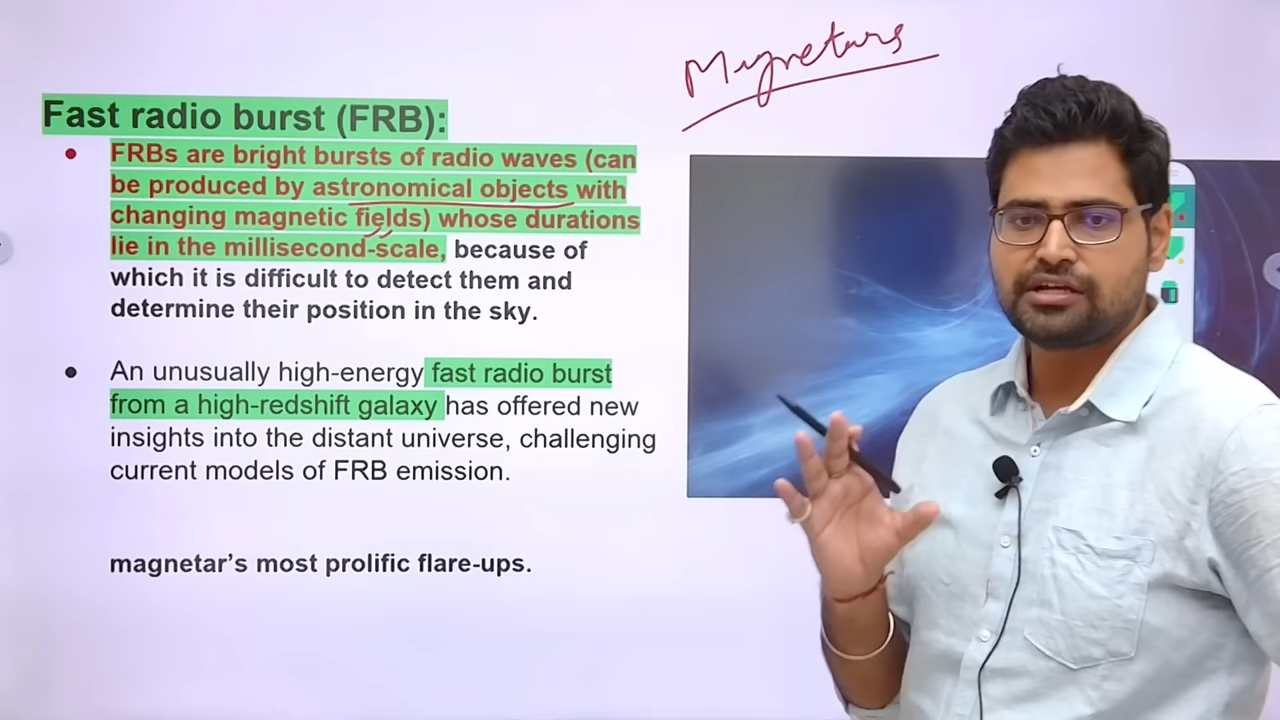 Magnetars
Fast radio burst (FRB):
FRBs are bright bursts of radio waves (can
be produced by astronomical objects with
changing magnetic fields) whose durations
lie in the millisecond-scale, because of
which it is difficult to detect them and
determine their position in the sky.
An unusually high-energy fast radio burst
from a high-redshift galaxy has offered new
insights into the distant universe, challenging
current models of FRB emission.
magnetar's most prolific flare-ups.